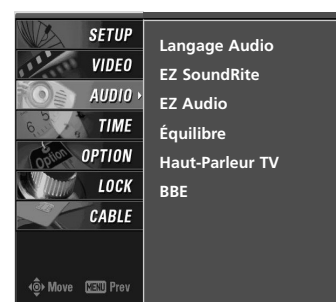 SETUP
VIDEO
AUDIO
TIME
OPTION
LOCK
CABLE
Move MENU Prev
Langage Audio
EZ SoundRite
EZ Audio
Équilibre
Haut-Parleur TV
BBE